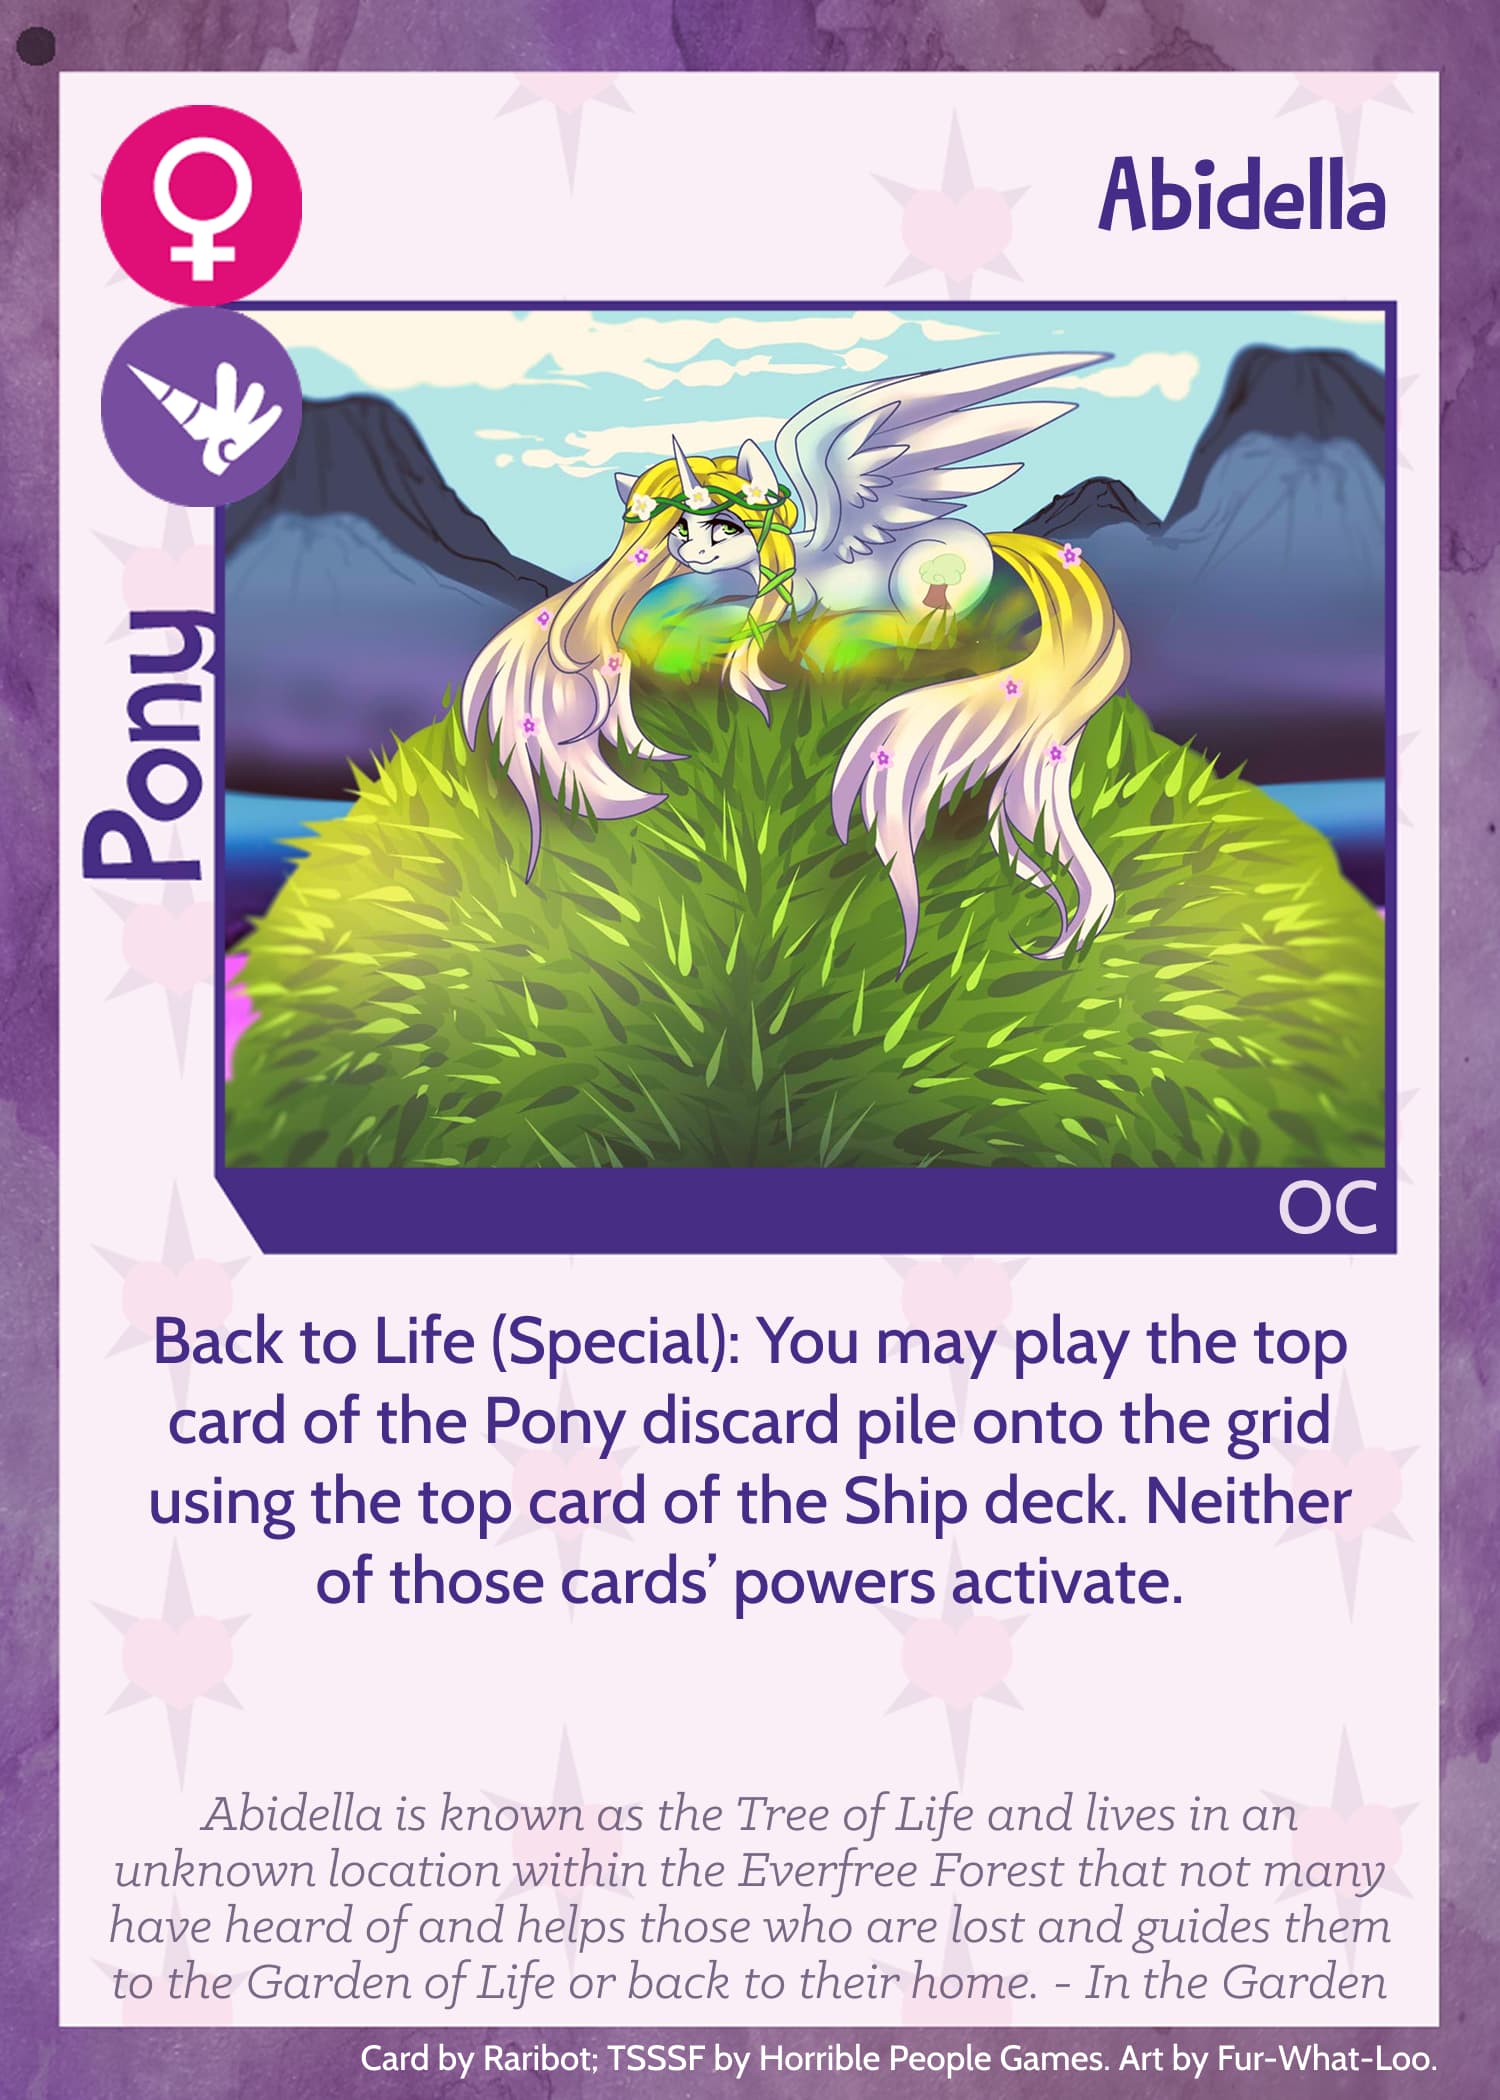 Abidella
Pony
OC
Back to Life (Special): You may play the top
card of the Pony discard pile onto the grid
using the top card of the Ship deck. Neither
of those cards’ powers activate.
Abidella is known as the Tree of Life and lives in an
unknown location within the Everfree Forest that not many
have heard of and helps those who are lost and guides them
to the Garden of Life or back to their home. - In the Garden
Card by Raribot; TSSSF by Horrible People Games. Art by Fur-What-Loo.